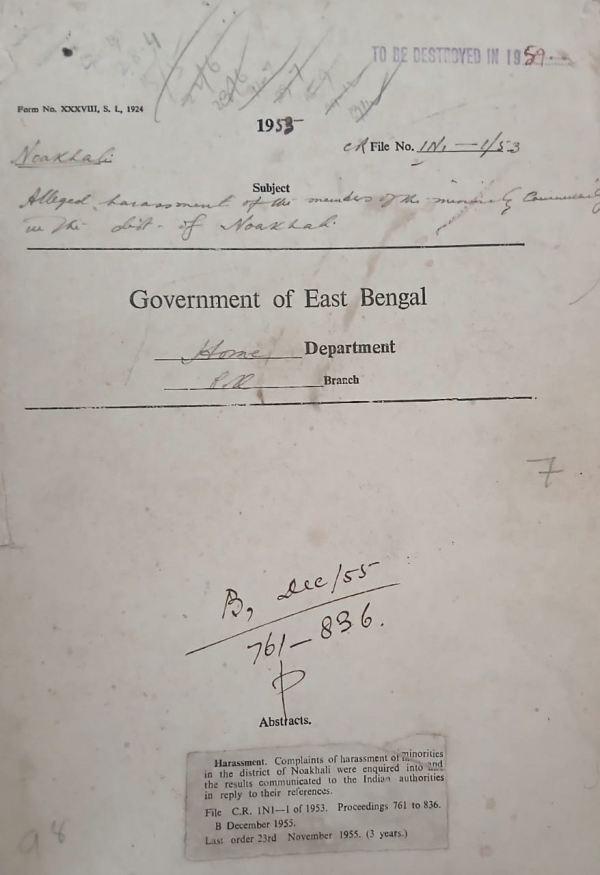 TO BE DESTROYED IN 1959
Form No. XXXVIII, S. I., 1924
1953
CR File No. 1N1-1/53
Noakhali
Subject
Alleged harassment of the members of the minority Community
in the dist. of Noakhali.
Government of East Bengal
Home Department
Branch
7
B, Dec/55
761-836.
Abstracts.
Harassment. Complaints of harassment of minorities
in the district of Noakhali were enquired into and
the results communicated to the Indian authorities
in reply to their references.
File C.R. 1N1—1 of 1953. Proceedings 761 to 836.
B December 1955.
Last order 23rd November 1955. (3 years.)
98